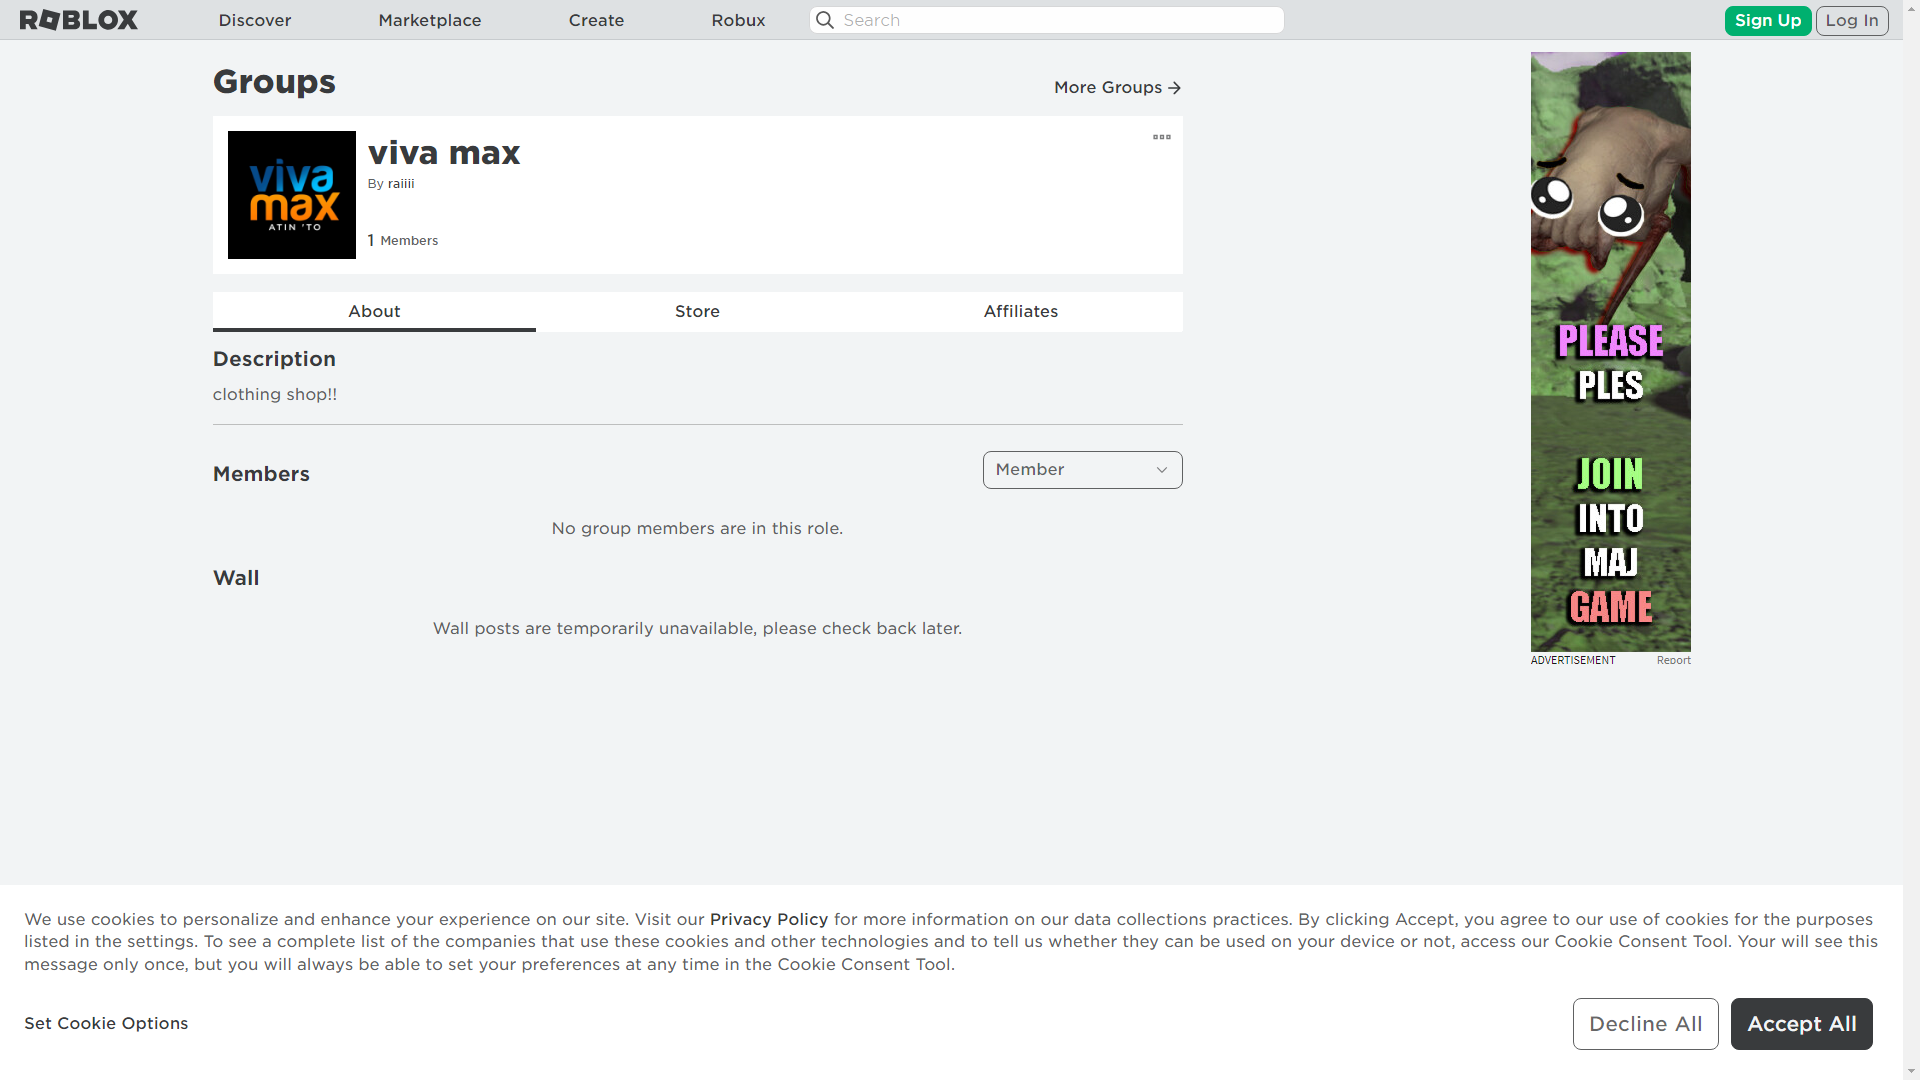 ROBLOX
Discover
Marketplace
Create
Robux
Search
Sign Up
Log In
Groups
More Groups
viva max
ATIN 'TO
viva max
By raiiii
1 Members
About
Store
Affiliates
Description
clothing shop!!
Members
Member
No group members are in this role.
Wall
Wall posts are temporarily unavailable, please check back later.
PLEASE
PLES
JOIN
INTO
MAJ
GAME
ADVERTISEMENT
Report
We use cookies to personalize and enhance your experience on our site. Visit our Privacy Policy for more information on our data collections practices. By clicking Accept, you agree to our use of cookies for the purposes
listed in the settings. To see a complete list of the companies that use these cookies and other technologies and to tell us whether they can be used on your device or not, access our Cookie Consent Tool. Your will see this
message only once, but you will always be able to set your preferences at any time in the Cookie Consent Tool.
Set Cookie Options
Decline All
Accept All